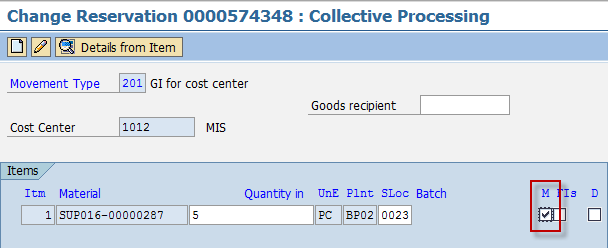 Change Reservation 0000574348 : Collective Processing
Details from Item
Movement Type 201 GI for cost center
Goods recipient
Cost Center 1012 MIS
Items
Itm Material Quantity in UnE Plnt SLoc Batch M FIs D
1 SUP016-00000287 5 PC BP02 0023